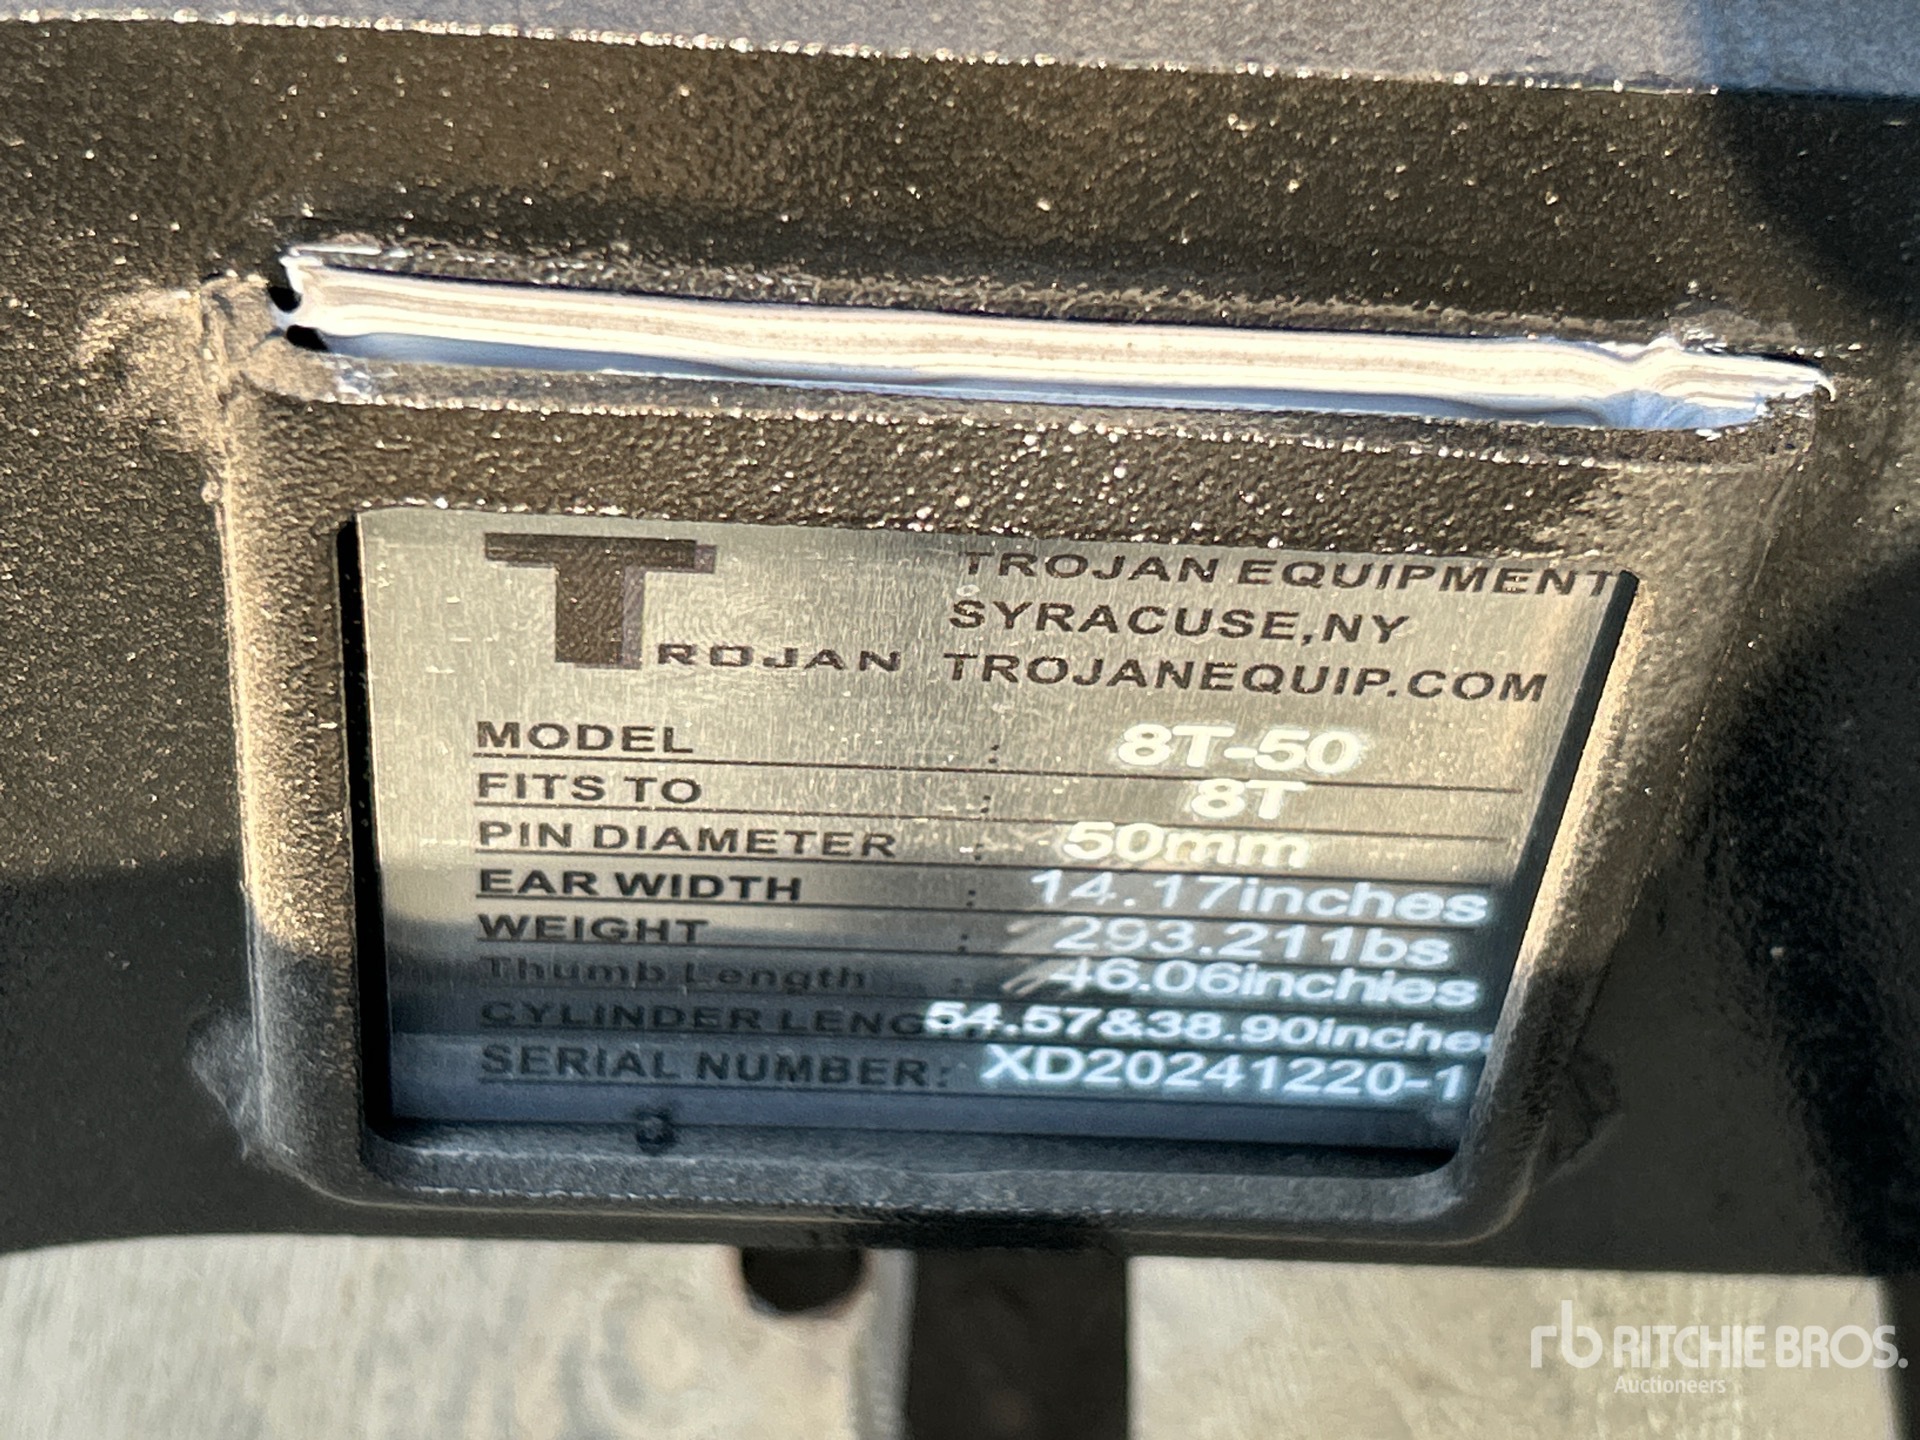 TROJAN
TROJAN EQUIPMENT
SYRACUSE,NY
TROJANEQUIP.COM
MODEL : 8T-50
FITS TO : 8T
PIN DIAMETER : 50mm
EAR WIDTH : 14.17inches
WEIGHT : 293.21lbs
Thumb Length : 46.06inchies
CYLINDER LENG 54.57&38.90inches
SERIAL NUMBER: XD20241220-1
rb RITCHIE BROS.
Auctioneers